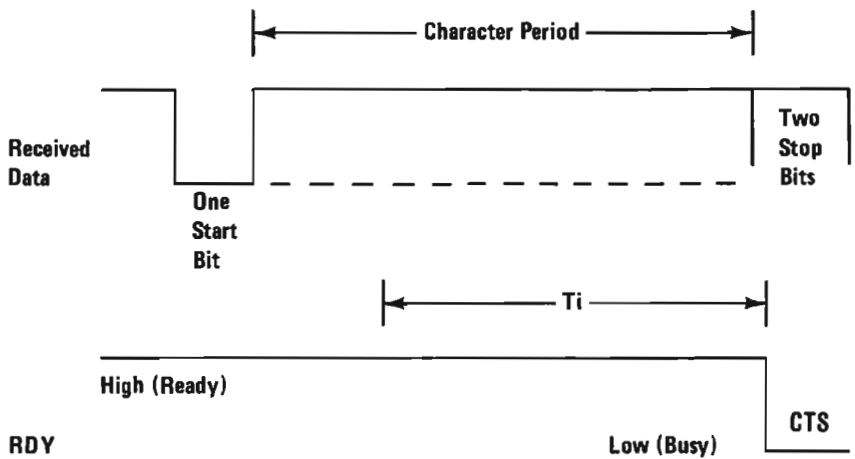 Character Period
Received
Data
One
Start
Bit
Two
Stop
Bits
Ti
High (Ready)
RDY
Low (Busy)
CTS